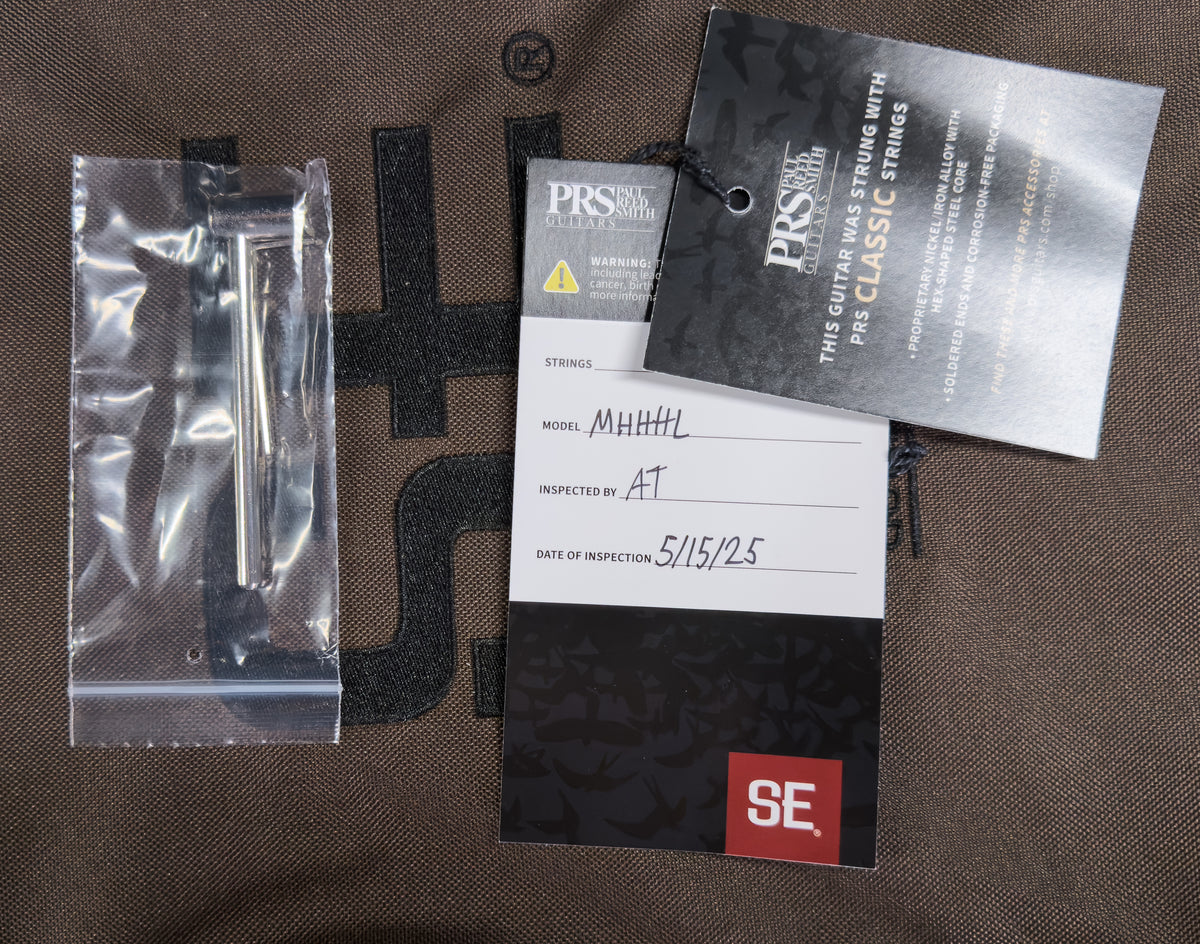 ®
SE
PRS PAUL REED SMITH
GUITARS
WARNING:
including lead
cancer, birth
more informa
STRINGS
MODEL MHHHL
INSPECTED BY AT
DATE OF INSPECTION 5/15/25
SE®
PRS PAUL REED SMITH
GUITARS
THIS GUITAR WAS STRUNG WITH
PRS CLASSIC STRINGS
• PROPRIETARY NICKEL/IRON ALLOY WITH
HEX-SHAPED STEEL CORE
• SOLDERED ENDS AND CORROSION-FREE PACKAGING
FIND THESE AND MORE PRS ACCESSORIES AT